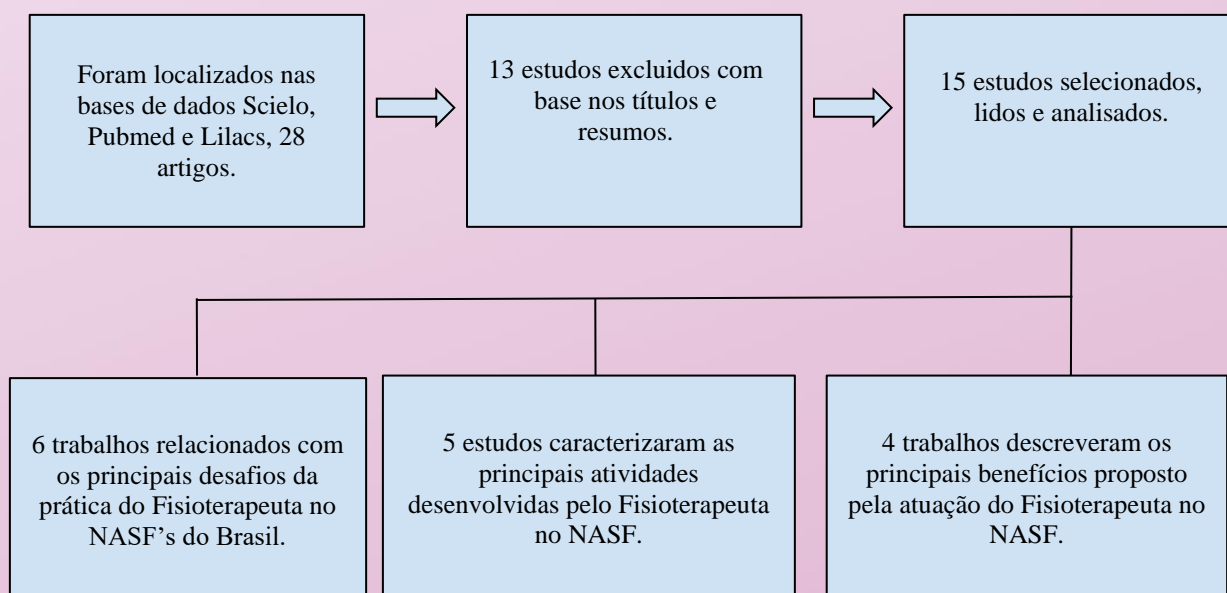 Foram localizados nas
bases de dados Scielo,
Pubmed e Lilacs, 28
artigos.
13 estudos excluidos com
base nos títulos e
resumos.
15 estudos selecionados,
lidos e analisados.
6 trabalhos relacionados com
os principais desafios da
prática do Fisioterapeuta no
NASF’s do Brasil.
5 estudos caracterizaram as
principais atividades
desenvolvidas pelo Fisioterapeuta
no NASF.
4 trabalhos descreveram os
principais benefícios proposto
pela atuação do Fisioterapeuta no
NASF.